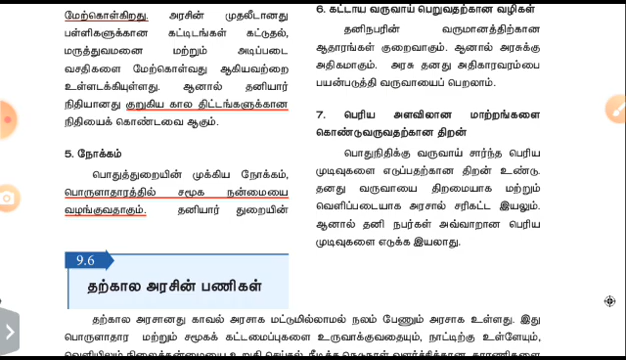 மேற்கொள்கிறது. அரசின் முதலீடானது
பள்ளிகளுக்கான கட்டிடங்கள் கட்டுதல்,
மருத்துவமனை மற்றும் அடிப்படை
வசதிகளை மேற்கொள்வது ஆகியவற்றை
உள்ளடக்கியுள்ளது. ஆனால் தனியார்
நிதியானது குறுகிய கால திட்டங்களுக்கான
நிதியைக் கொண்டவை ஆகும்.
5. நோக்கம்
பொதுத்துறையின் முக்கிய நோக்கம்,
பொருளாதாரத்தில் சமூக நன்மையை
வழங்குவதாகும். தனியார் துறையின்
6. கட்டாய வருவாய் பெறுவதற்கான வழிகள்
தனிநபரின் வருமானத்திற்கான
ஆதாரங்கள் குறைவாகும். ஆனால் அரசுக்கு
அதிகமாகும். அரசு தனது அதிகாரவரம்பை
பயன்படுத்தி வருவாயைப் பெறலாம்.
7. பெரிய அளவிலான மாற்றங்களை
கொண்டுவருவதற்கான திறன்
பொதுநிதிக்கு வருவாய் சார்ந்த பெரிய
முடிவுகளை எடுப்பதற்கான திறன் உண்டு.
தனது வருவாயை திறமையாக மற்றும்
வெளிப்படையாக அரசால் சரிகட்ட இயலும்.
ஆனால் தனி நபர்கள் அவ்வாறான பெரிய
முடிவுகளை எடுக்க இயலாது.
9.6
தற்கால அரசின் பணிகள்
தற்கால அரசானது காவல் அரசாக மட்டுமில்லாமல் நலம் பேணும் அரசாக உள்ளது. இது
பொருளாதார மற்றும் சமூகக் கட்டமைப்புகளை உருவாக்குவதையும், நாட்டிற்கு உள்ளேயும்,